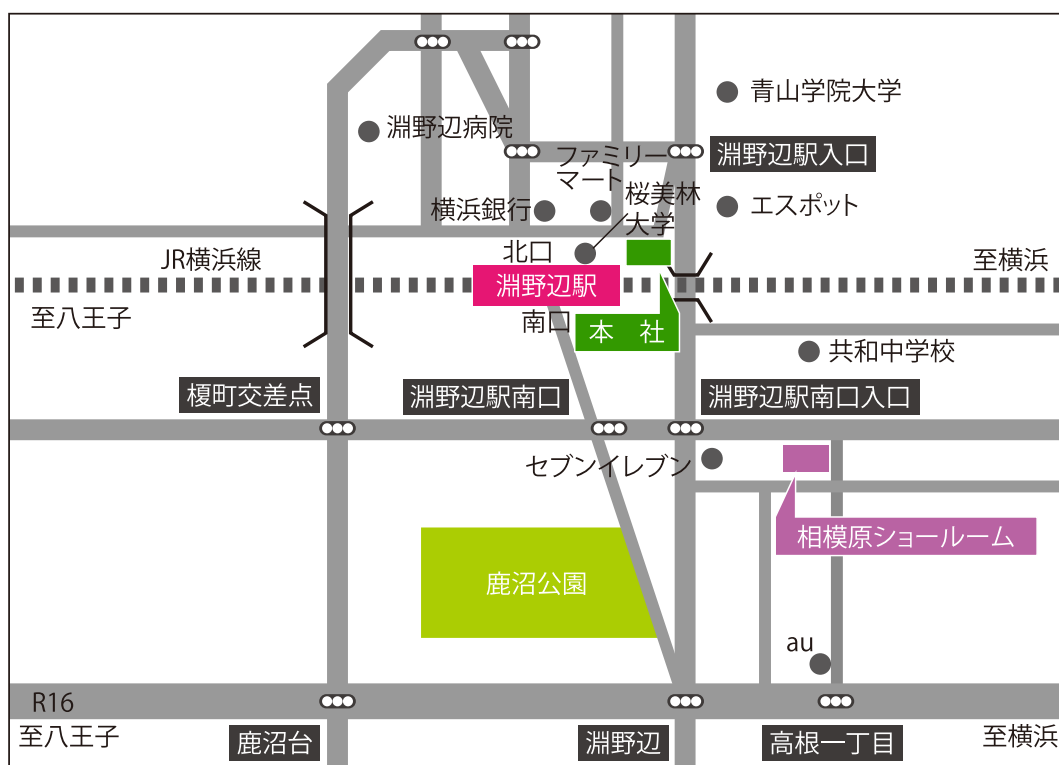 青山学院大学
淵野辺病院
淵野辺駅入口
ファミリー
マート
桜美林
大学
横浜銀行
エスポット
北口
JR横浜線
至横浜
淵野辺駅
至八王子
南口
本　社
共和中学校
榎町交差点
淵野辺駅南口
淵野辺駅南口入口
セブンイレブン
相模原ショールーム
鹿沼公園
au
R16
至八王子
鹿沼台
淵野辺
高根一丁目
至横浜